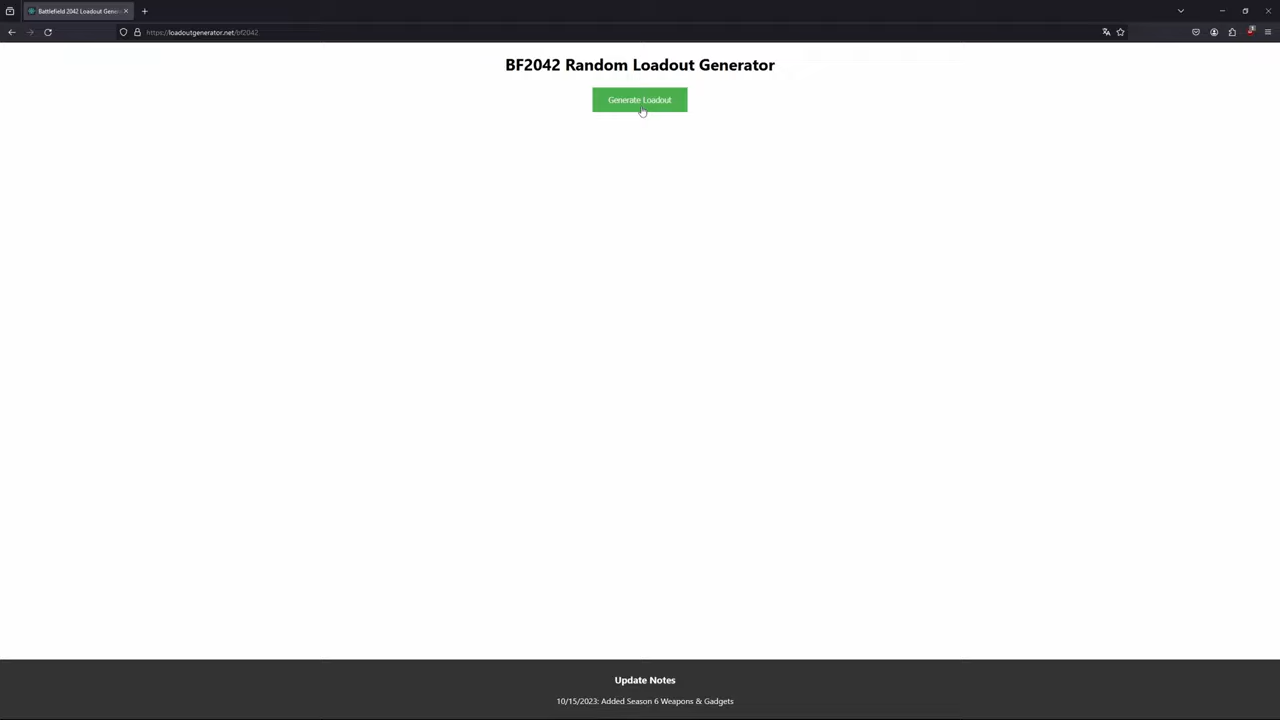 Battlefield 2042 Loadout Gener
https://loadoutgenerator.net/bf2042
BF2042 Random Loadout Generator
Generate Loadout
Update Notes
10/15/2023: Added Season 6 Weapons & Gadgets